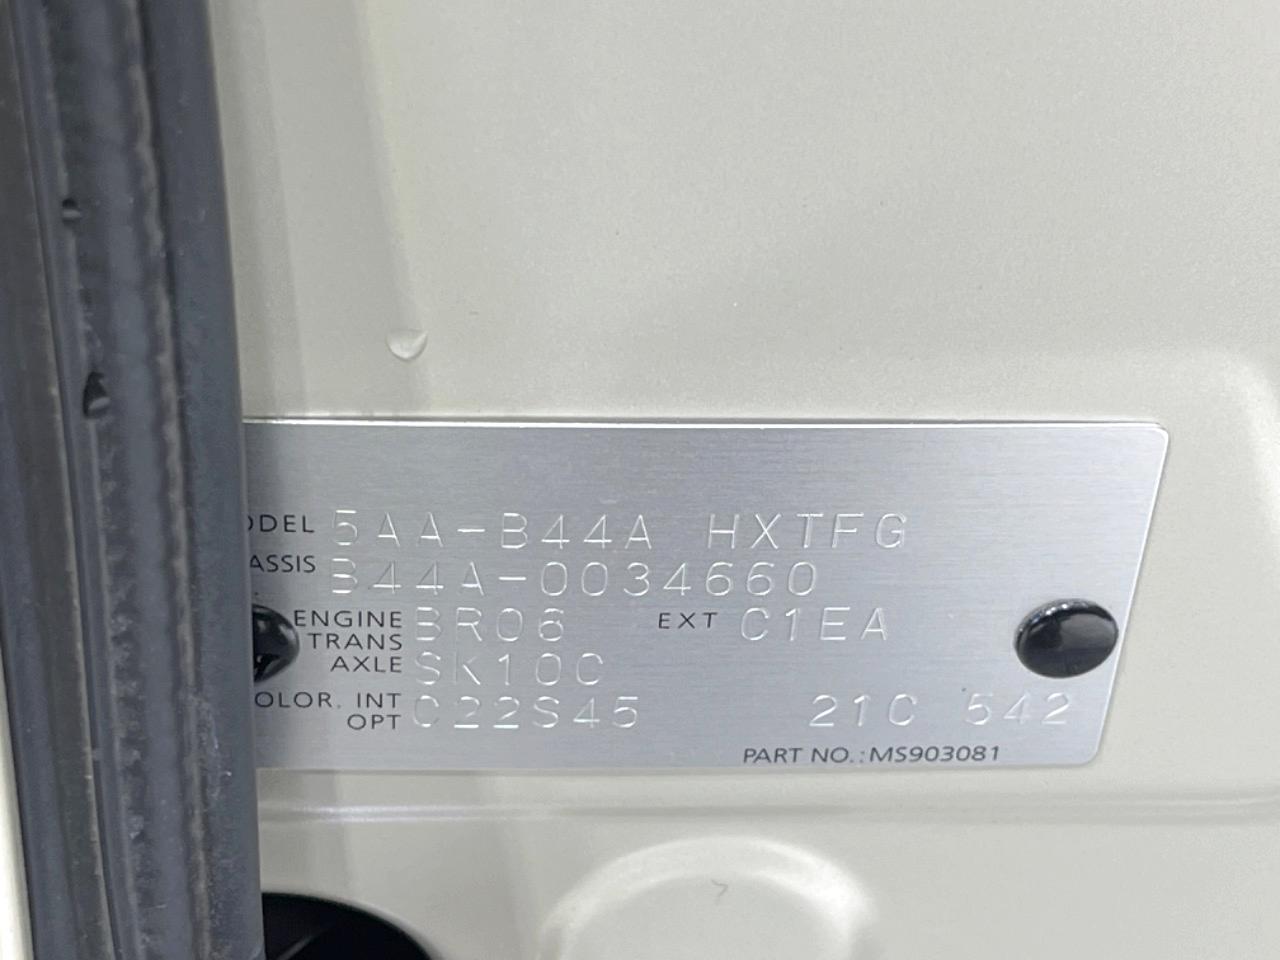 ODEL 5AA-B44A HXTFG
ASSIS B44A-0034660
ENGINE BR06 EXT C1EA
TRANS
AXLE SK10C
OLOR. INT C22S45 21C 542
OPT
PART NO.:MS903081